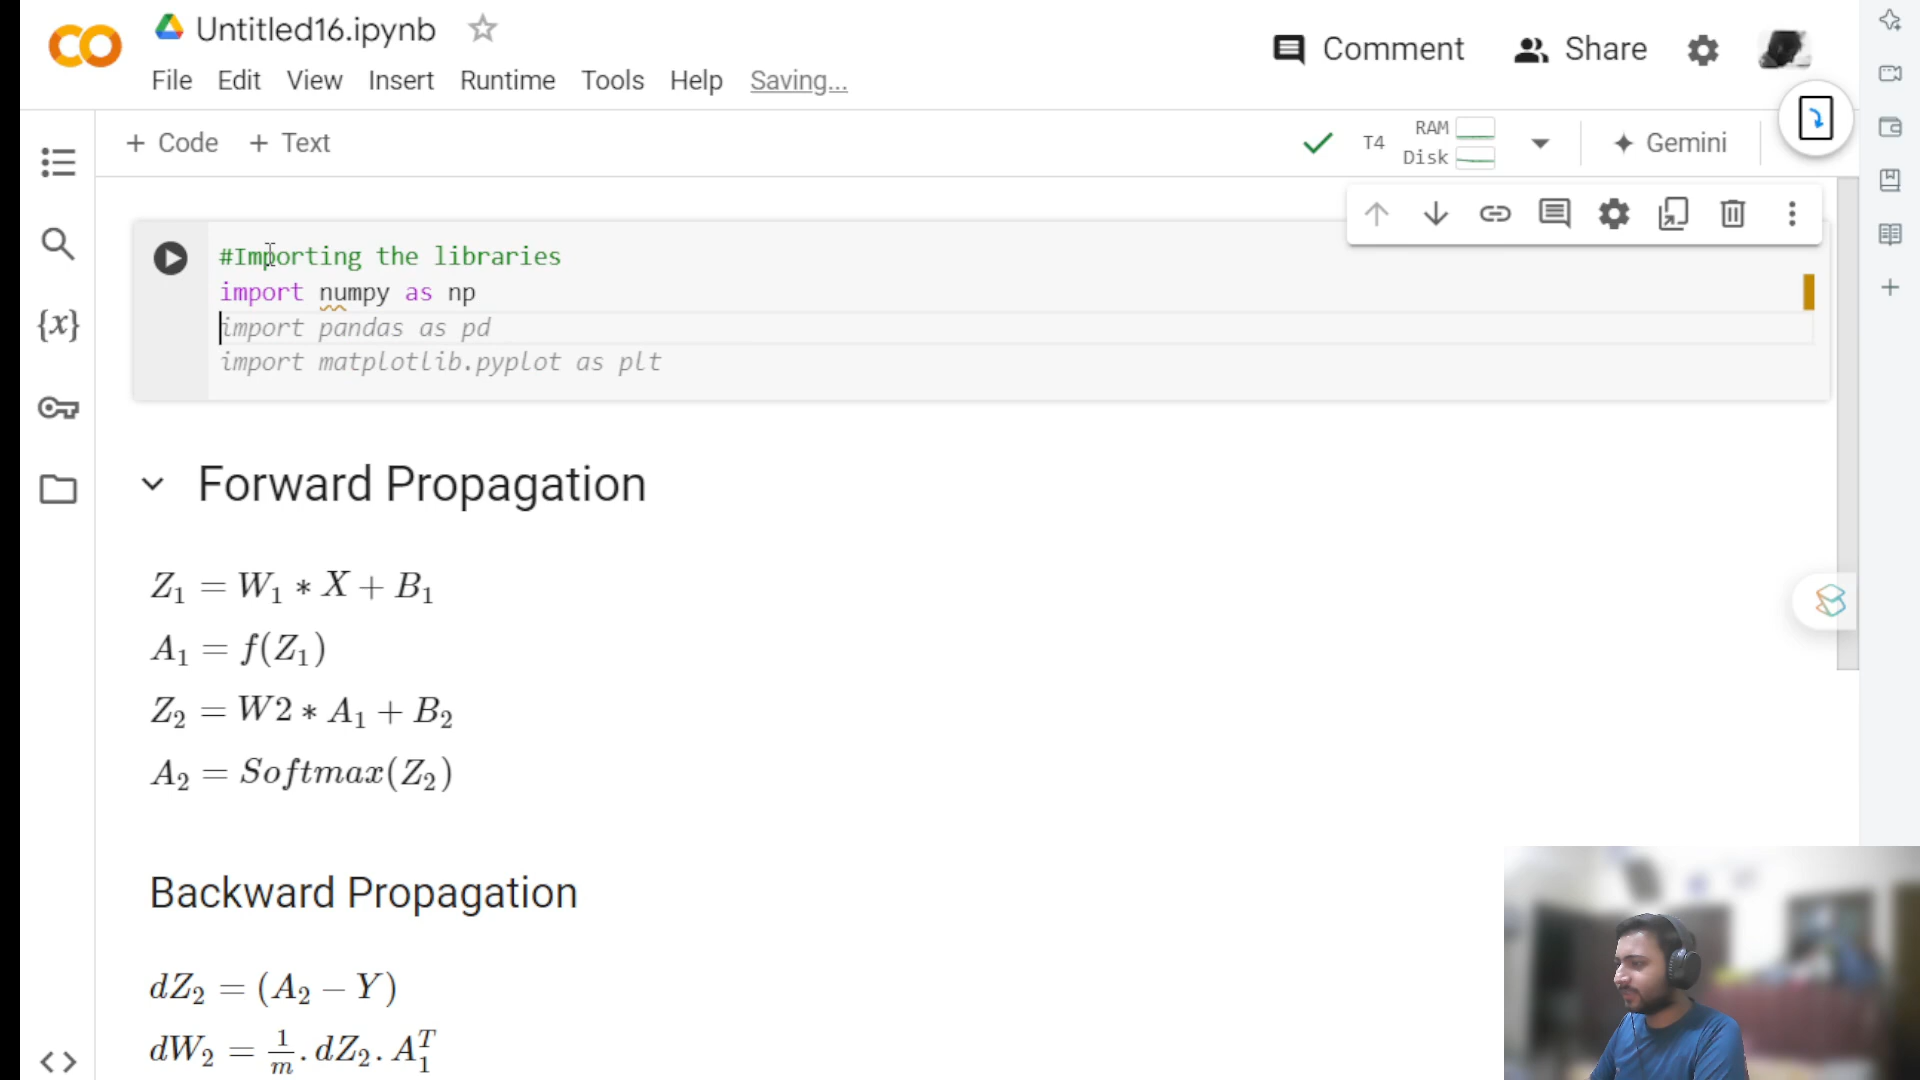 Untitled16.ipynb
Comment
Share
File Edit View Insert Runtime Tools Help Saving...
+ Code + Text
T4
RAM
Disk
Gemini
#Importing the libraries
import numpy as np
import pandas as pd
import matplotlib.pyplot as plt
{x}
Forward Propagation
Z₁ = W₁ ∗ X + B₁
A₁ = f(Z₁)
Z₂ = W2 ∗ A₁ + B₂
A₂ = Softmax(Z₂)
Backward Propagation
dZ₂ = (A₂ − Y)
dW₂ = 1/m . dZ₂ . A₁ᵀ